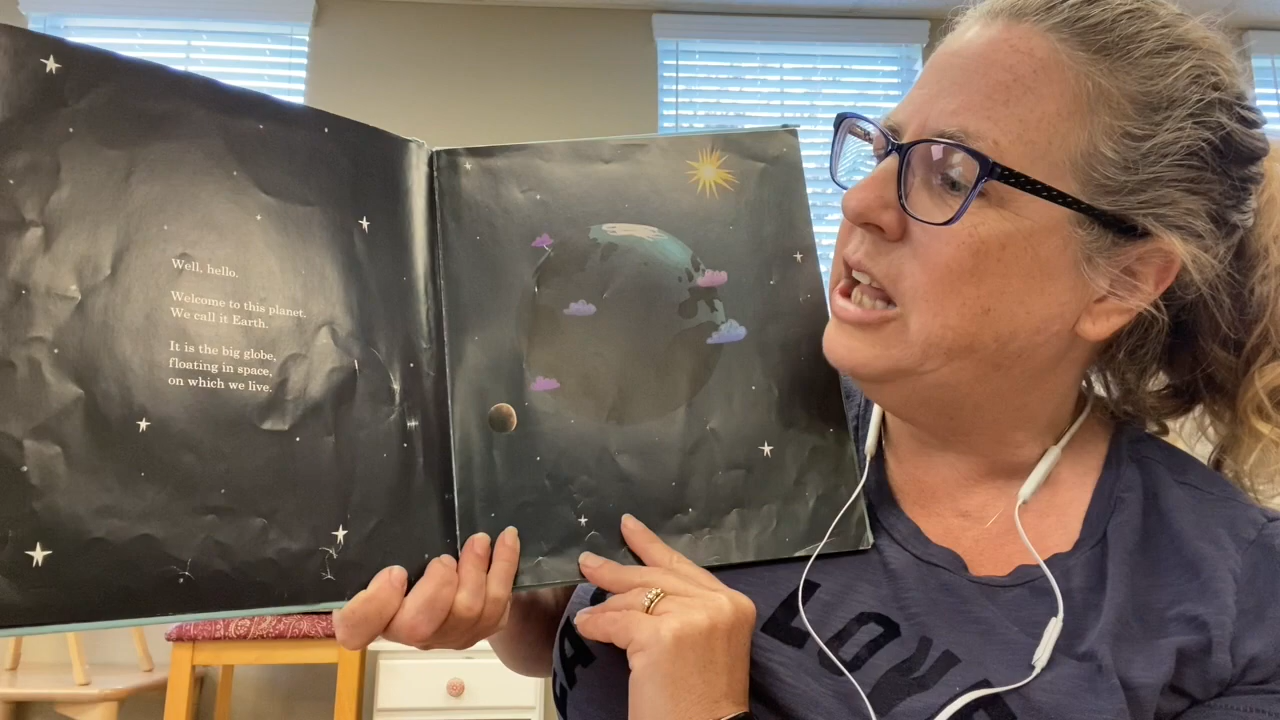 Well, hello.
Welcome to this planet.
We call it Earth.
It is the big globe,
floating in space,
on which we live.
LOVE